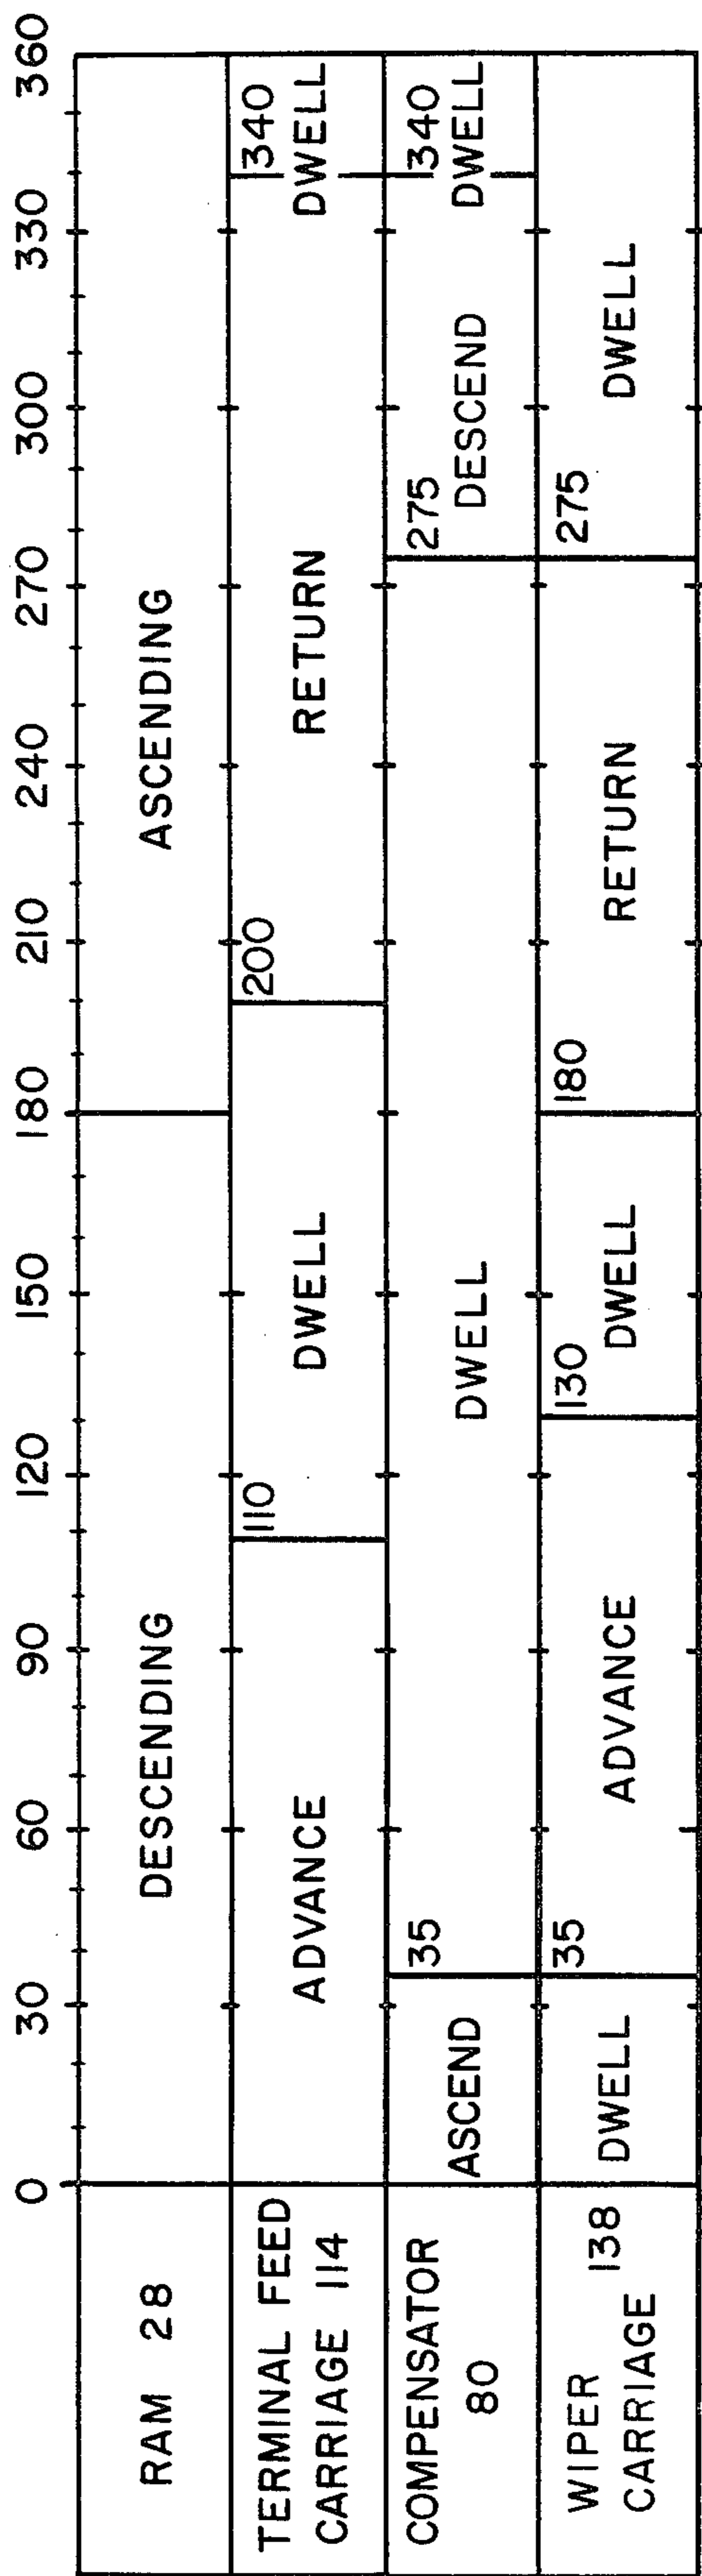 0 30 60 90 120 150 180 210 240 270 300 330 360
RAM 28
DESCENDING
ASCENDING
TERMINAL FEED
CARRIAGE 114
ADVANCE
110
DWELL
200
RETURN
340
DWELL
COMPENSATOR
80
ASCEND
35
DWELL
275
DESCEND
340
DWELL
WIPER
CARRIAGE 138
DWELL
35
ADVANCE
130
DWELL
180
RETURN
275
DWELL